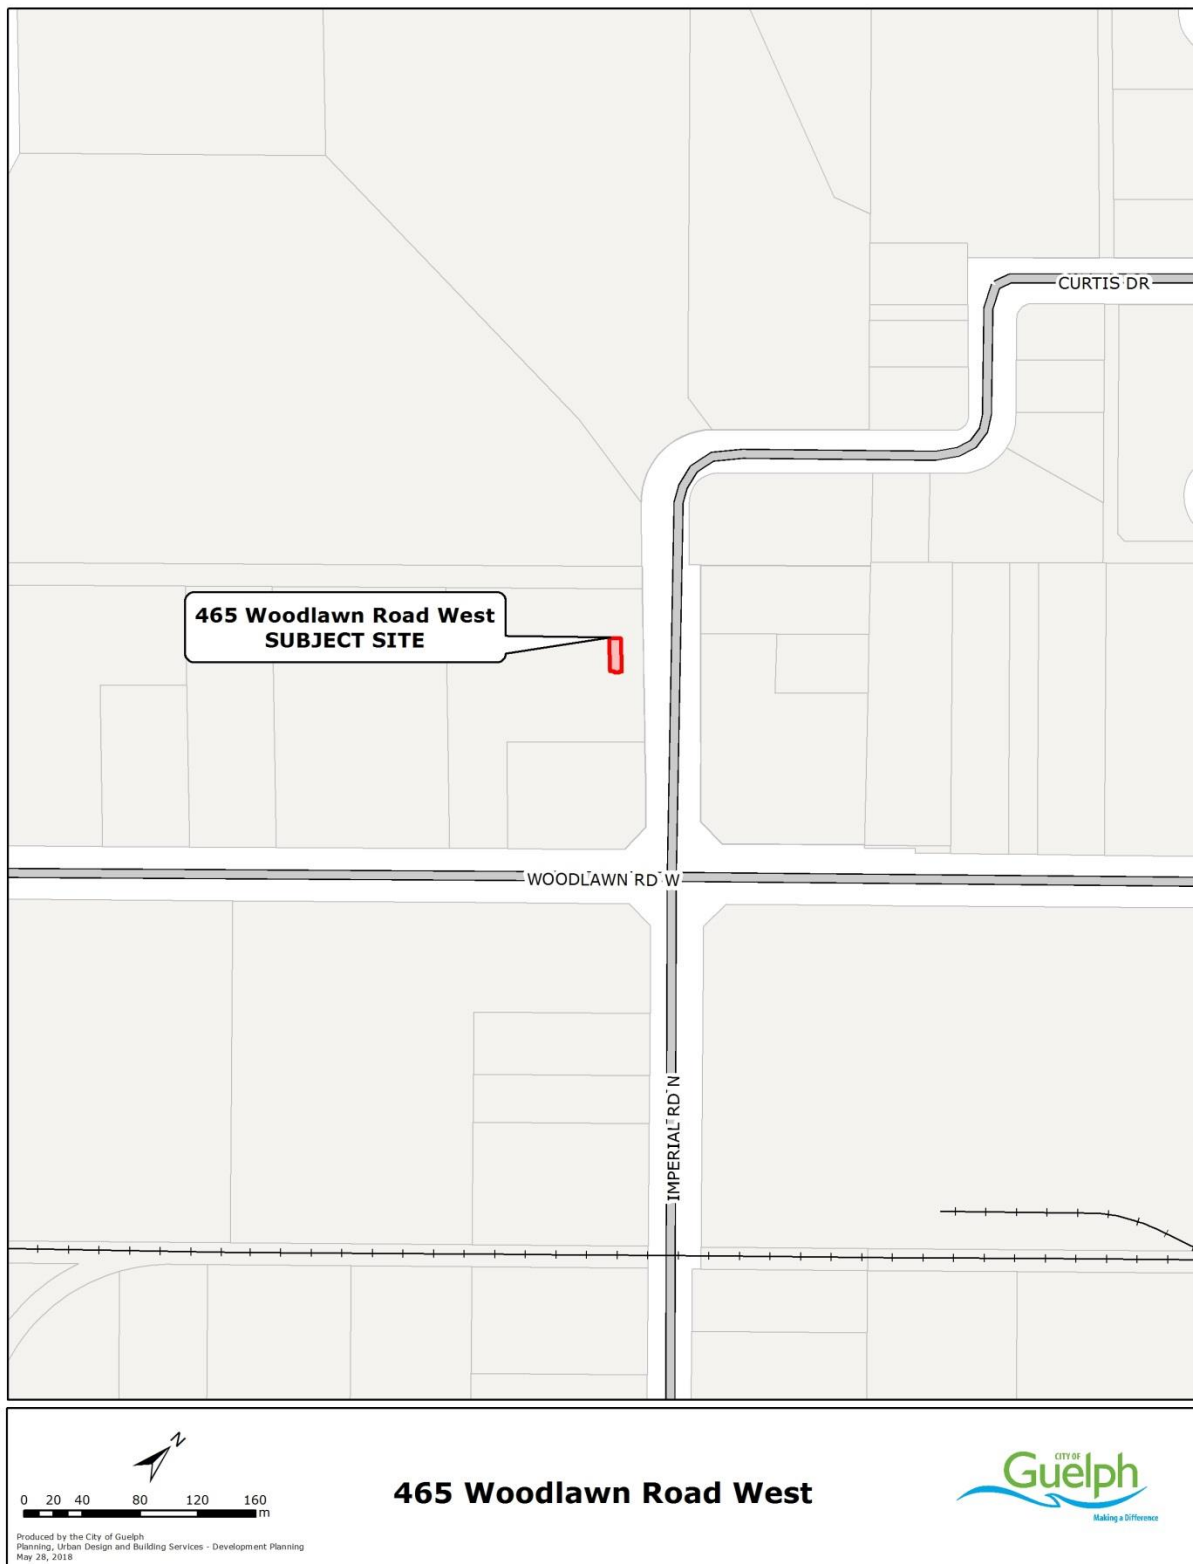 CURTIS DR
465 Woodlawn Road West
SUBJECT SITE
WOODLAWN RD W
IMPERIAL RD N
N
0 20 40 80 120 160
m
465 Woodlawn Road West
CITY OF
Guelph
Making a Difference
Produced by the City of Guelph
Planning, Urban Design and Building Services - Development Planning
May 28, 2018